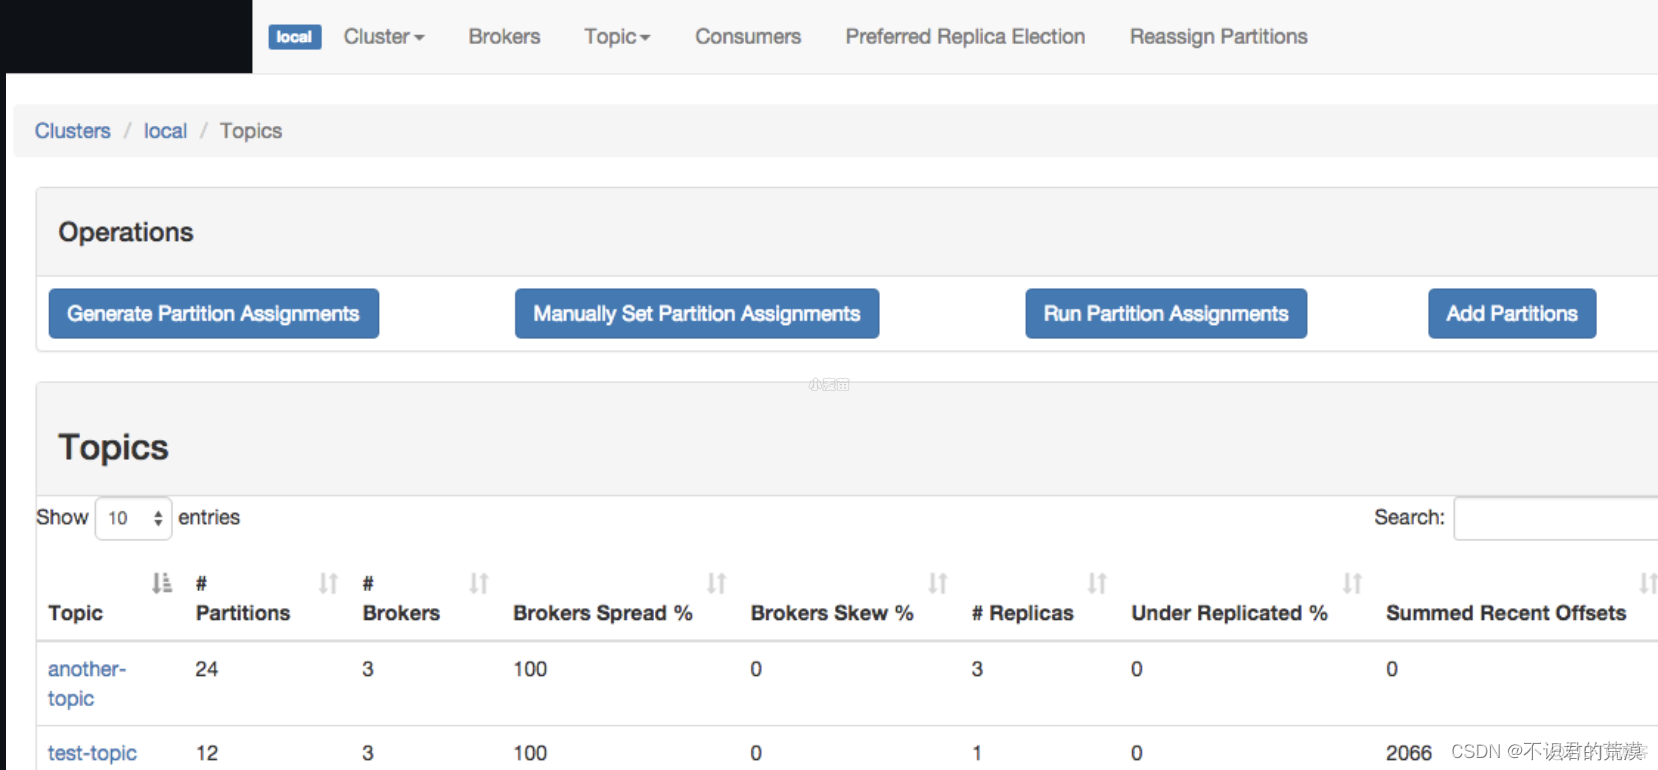 local Cluster Brokers Topic Consumers Preferred Replica Election Reassign Partitions
Clusters / local / Topics
Operations
Generate Partition Assignments Manually Set Partition Assignments Run Partition Assignments Add Partitions
Topics
Show 10 entries Search:
# #
Topic Partitions Brokers Brokers Spread % Brokers Skew % # Replicas Under Replicated % Summed Recent Offsets
another- 24 3 100 0 3 0 0
topic
test-topic 12 3 100 0 1 0 2066
CSDN @不识君的荒漠